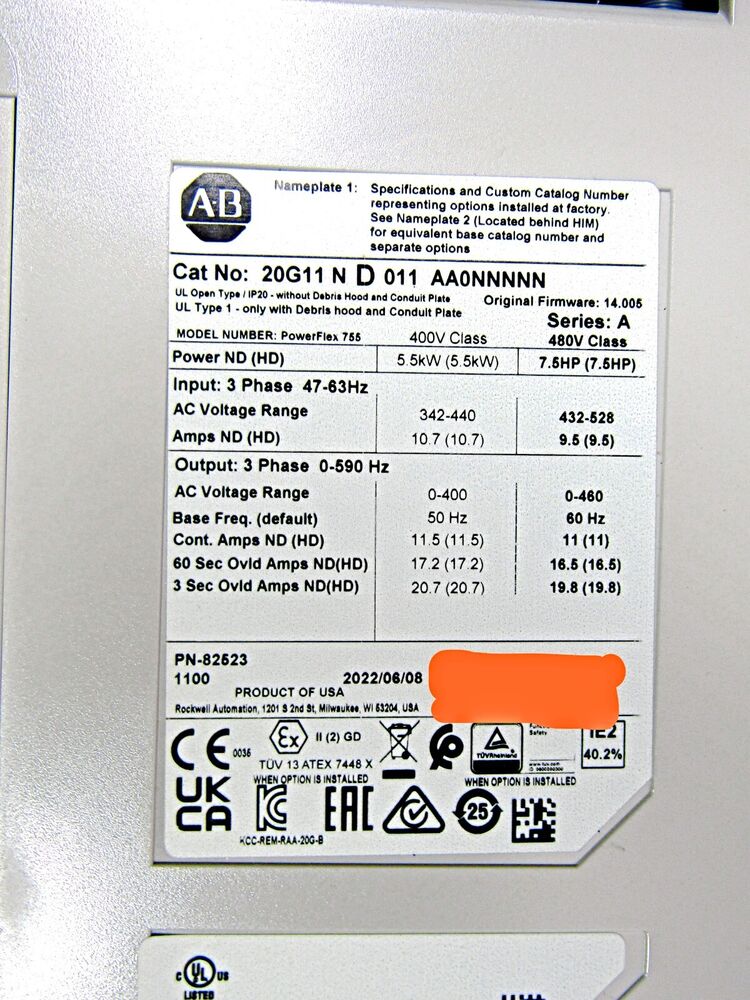 A-B
Nameplate 1: Specifications and Custom Catalog Number
representing options installed at factory.
See Nameplate 2 (Located behind HIM)
for equivalent base catalog number and
separate options
Cat No: 20G11 N D 011 AA0NNNNN
UL Open Type / IP20 - without Debris Hood and Conduit Plate
Original Firmware: 14.005
UL Type 1 - only with Debris hood and Conduit Plate
Series: A
MODEL NUMBER: PowerFlex 755 400V Class 480V Class
Power ND (HD) 5.5kW (5.5kW) 7.5HP (7.5HP)
Input: 3 Phase 47-63Hz
AC Voltage Range 342-440 432-528
Amps ND (HD) 10.7 (10.7) 9.5 (9.5)
Output: 3 Phase 0-590 Hz
AC Voltage Range 0-400 0-460
Base Freq. (default) 50 Hz 60 Hz
Cont. Amps ND (HD) 11.5 (11.5) 11 (11)
60 Sec Ovld Amps ND(HD) 17.2 (17.2) 16.5 (16.5)
3 Sec Ovld Amps ND(HD) 20.7 (20.7) 19.8 (19.8)
PN-82523
1100 2022/06/08
PRODUCT OF USA
Rockwell Automation, 1201 S 2nd St, Milwaukee, WI 53204, USA
CE 0035 Ex II (2) GD
TÜV 13 ATEX 7448 X
WHEN OPTION IS INSTALLED
TÜVRheinland
Safety
www.tuv.com
WHEN OPTION IS INSTALLED
IE2
40.2%
UK
CA
KC
KCC-REM-RAA-20G-B
EAC
25
C UL US
LISTED